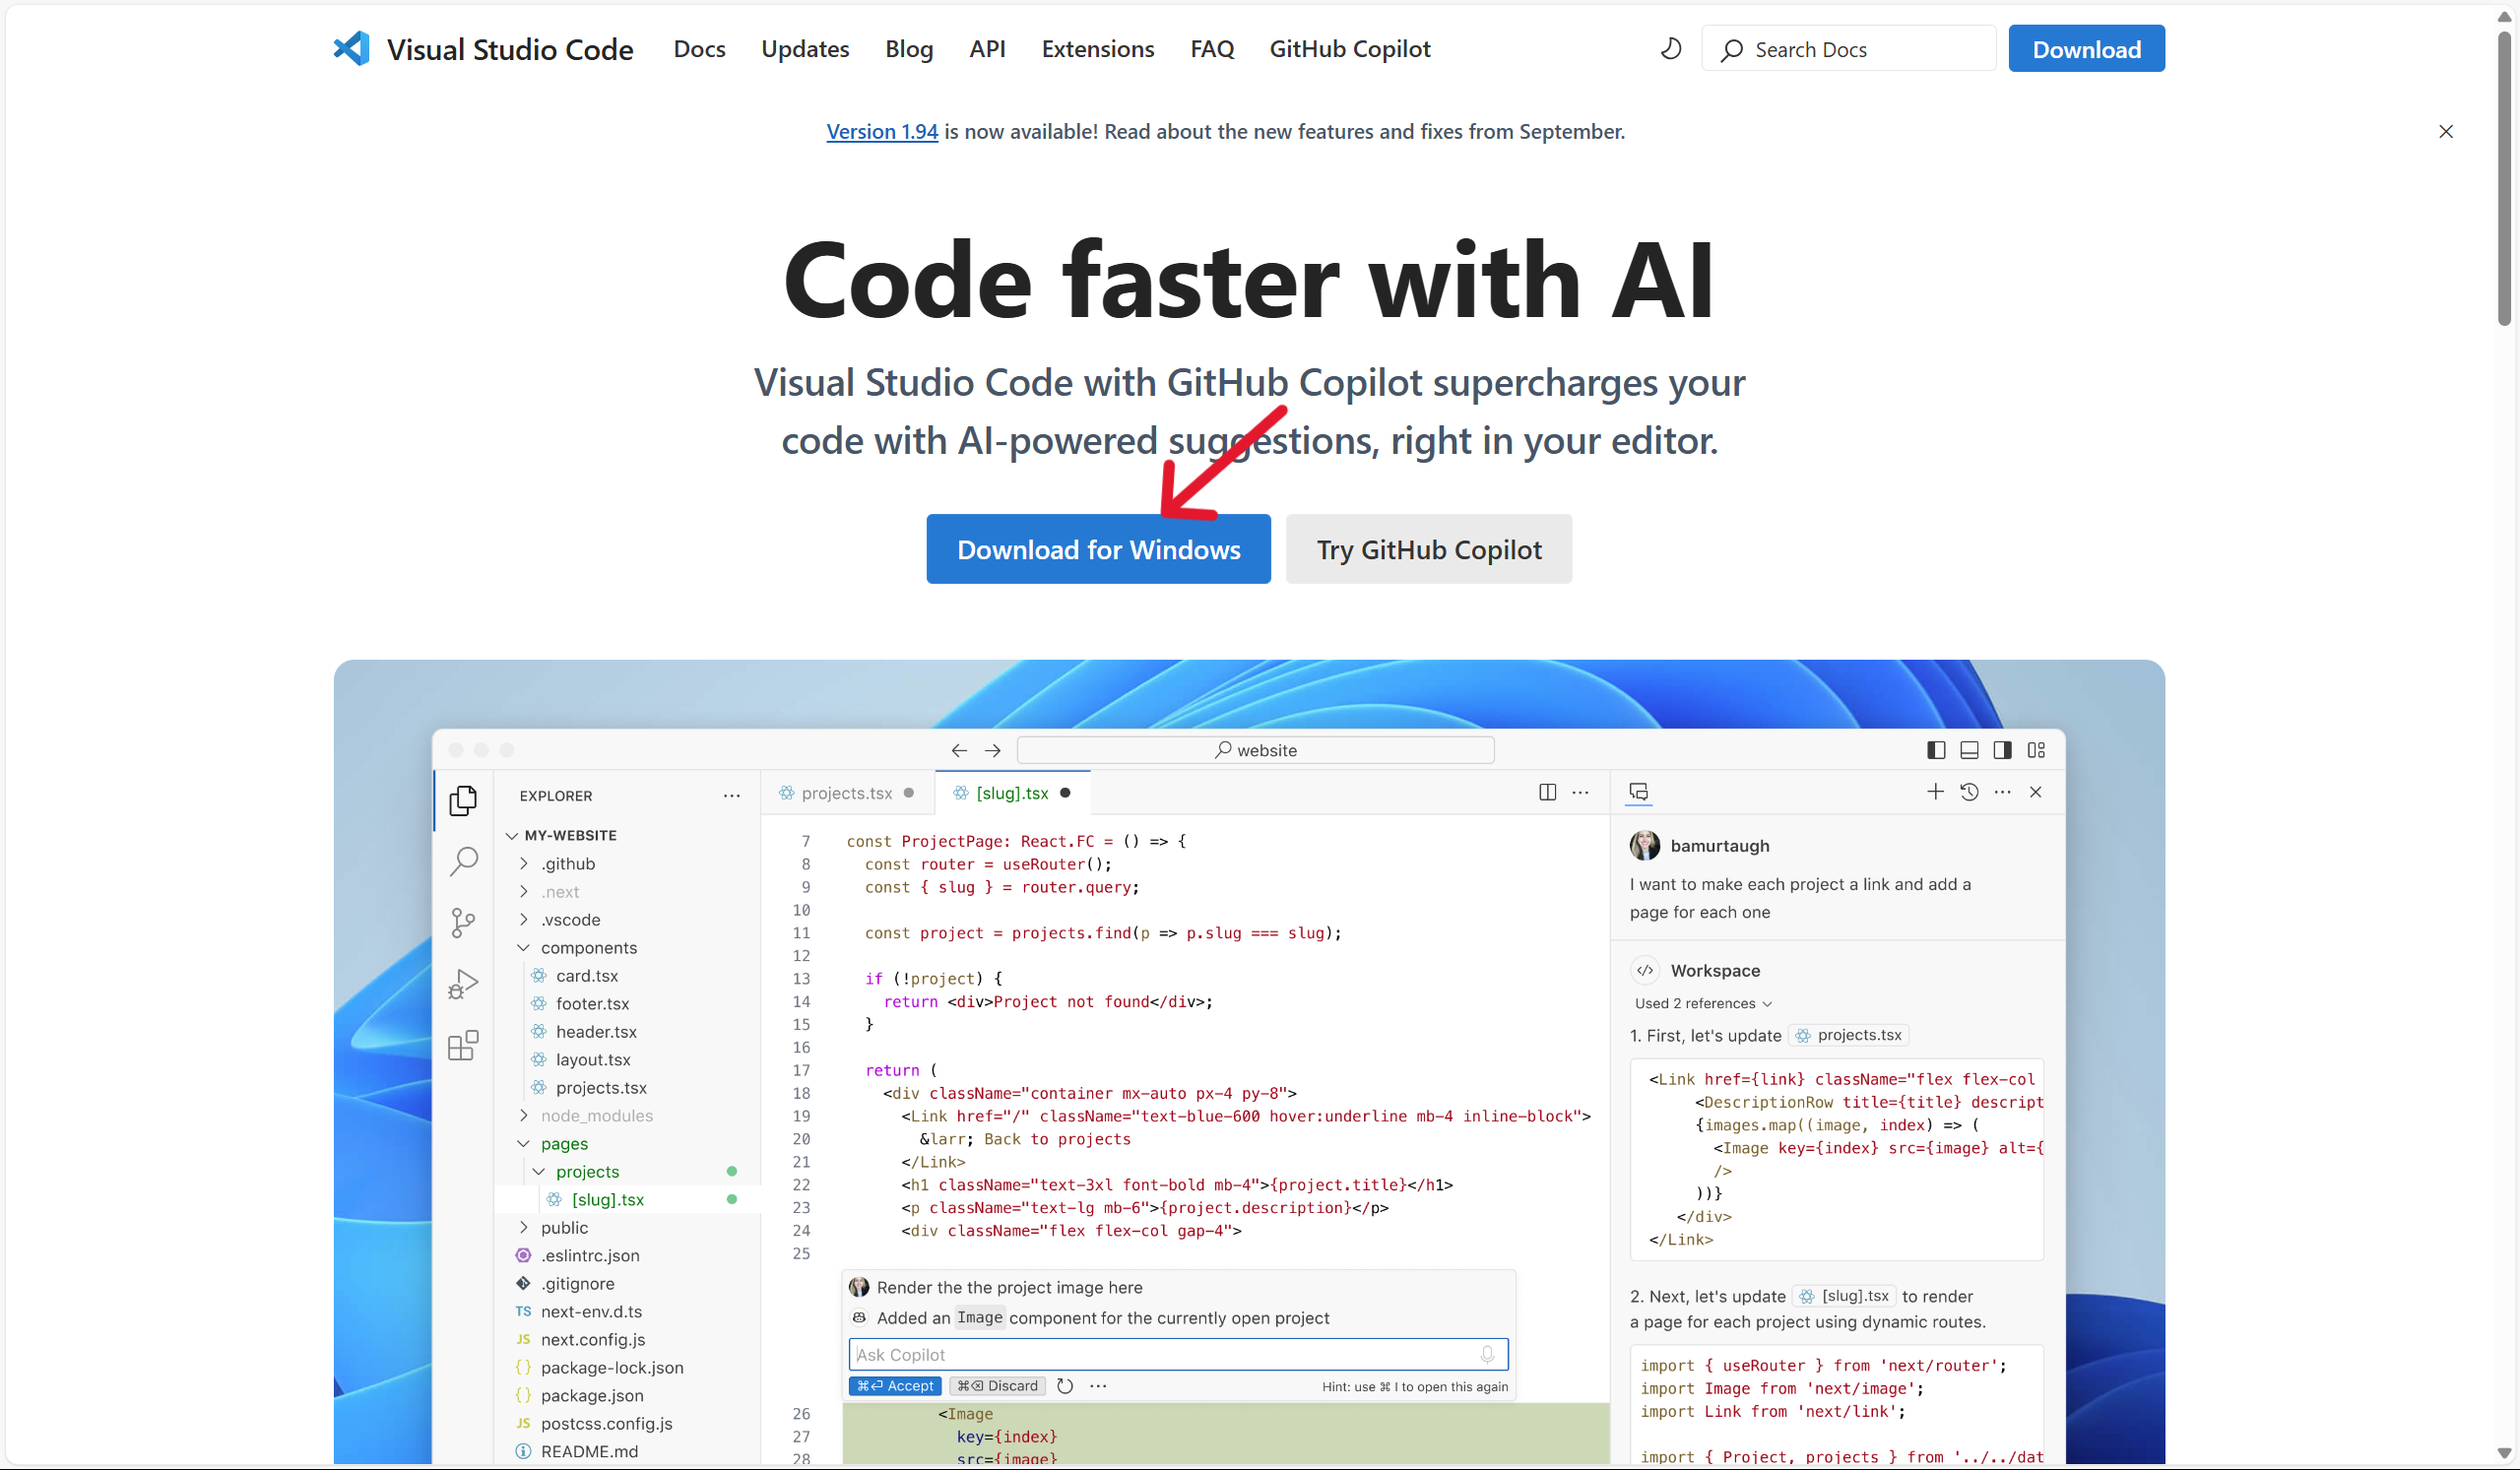 Visual Studio Code Docs Updates Blog API Extensions FAQ GitHub Copilot Search Docs Download
Version 1.94 is now available! Read about the new features and fixes from September.
Code faster with AI
Visual Studio Code with GitHub Copilot supercharges your
code with AI-powered suggestions, right in your editor.
Download for Windows Try GitHub Copilot
website
EXPLORER
MY-WEBSITE
.github
.next
.vscode
components
card.tsx
footer.tsx
header.tsx
layout.tsx
projects.tsx
node_modules
pages
projects
[slug].tsx
public
.eslintrc.json
.gitignore
TS next-env.d.ts
JS next.config.js
{} package-lock.json
{} package.json
JS postcss.config.js
README.md
projects.tsx [slug].tsx
7 const ProjectPage: React.FC = () => {
8 const router = useRouter();
9 const { slug } = router.query;
10
11 const project = projects.find(p => p.slug === slug);
12
13 if (!project) {
14 return <div>Project not found</div>;
15 }
16
17 return (
18 <div className="container mx-auto px-4 py-8">
19 <Link href="/" className="text-blue-600 hover:underline mb-4 inline-block">
20 &larr; Back to projects
21 </Link>
22 <h1 className="text-3xl font-bold mb-4">{project.title}</h1>
23 <p className="text-lg mb-6">{project.description}</p>
24 <div className="flex flex-col gap-4">
25
Render the the project image here
Added an Image component for the currently open project
Ask Copilot
⌘⏎ Accept ⌘⌫ Discard Hint: use ⌘ I to open this again
26 <Image
27 key={index}
28 src={image}
bamurtaugh
I want to make each project a link and add a
page for each one
Workspace
Used 2 references
1. First, let's update projects.tsx
<Link href={link} className="flex flex-col
<DescriptionRow title={title} descript
{images.map((image, index) => (
<Image key={index} src={image} alt={
/>
))}
</div>
</Link>
2. Next, let's update [slug].tsx to render
a page for each project using dynamic routes.
import { useRouter } from 'next/router';
import Image from 'next/image';
import Link from 'next/link';
import { Project, projects } from '../../dat